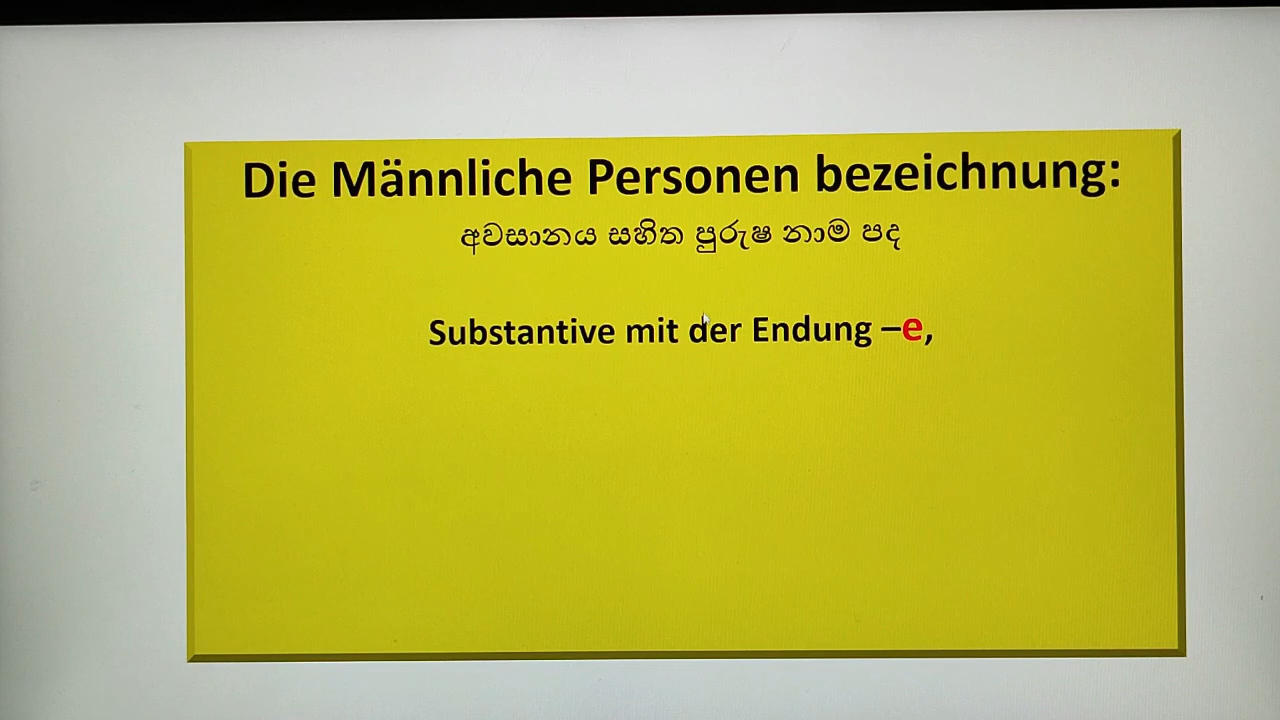 Die Männliche Personen bezeichnung:
අවසානය සහිත පුරුෂ නාම පද
Substantive mit der Endung –e,